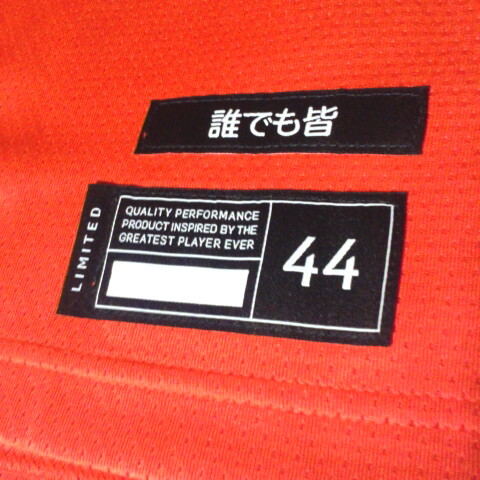 誰でも皆
LIMITED
QUALITY PERFORMANCE
PRODUCT INSPIRED BY THE
GREATEST PLAYER EVER
44